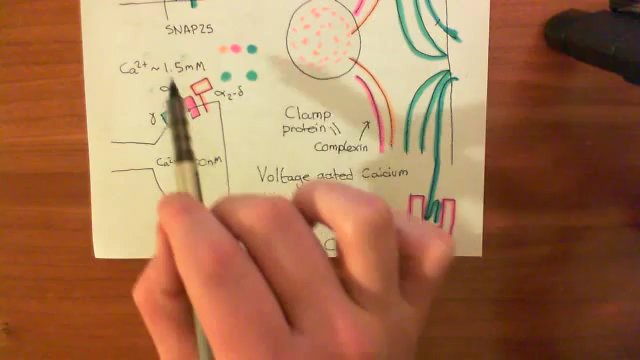 SNAP25
Ca²⁺ ~ 1.5mM
α₂-δ
γ
Clamp
protein
Complexin
Voltage gated Calcium